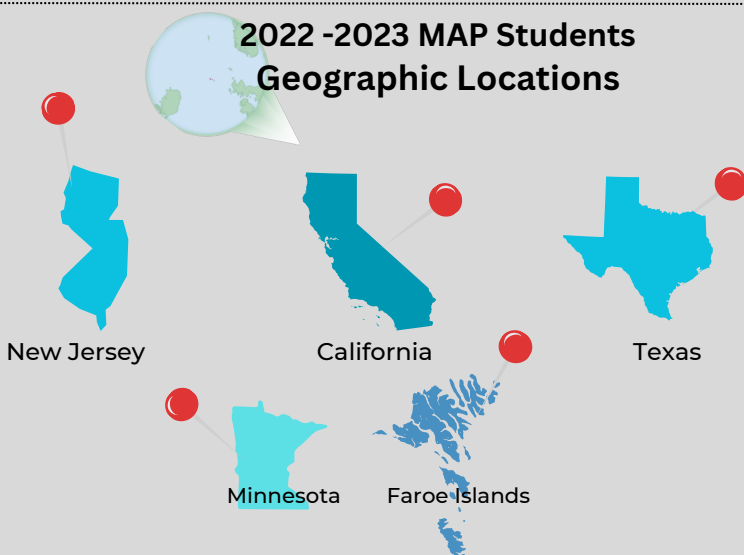 2022 -2023 MAP Students
Geographic Locations
New Jersey
California
Texas
Minnesota
Faroe Islands